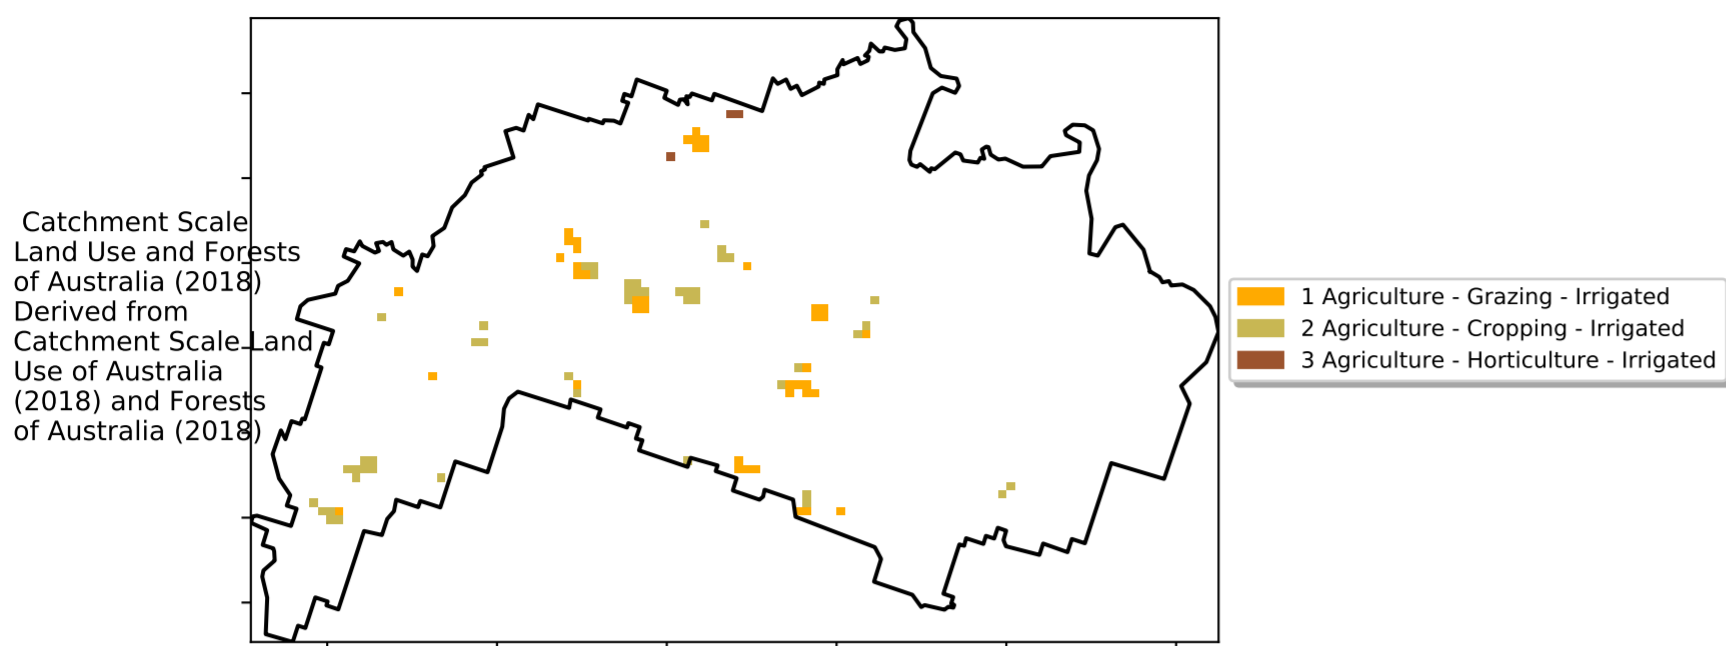 Catchment Scale
Land Use and Forests
of Australia (2018)
Derived from
Catchment Scale Land
Use of Australia
(2018) and Forests
of Australia (2018)
1 Agriculture - Grazing - Irrigated
2 Agriculture - Cropping - Irrigated
3 Agriculture - Horticulture - Irrigated